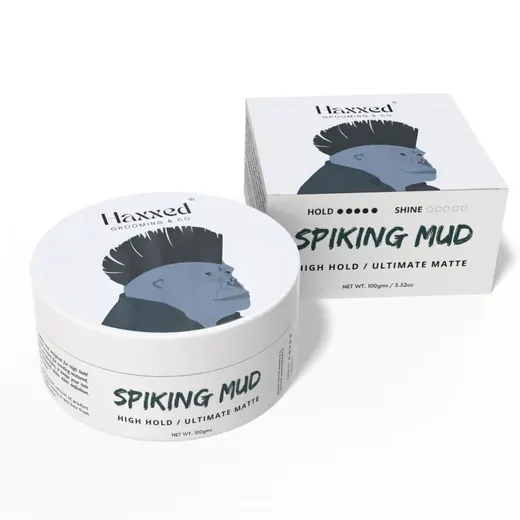 Haxxed®
GROOMING & CO
HOLD SHINE
SPIKING MUD
HIGH HOLD / ULTIMATE MATTE
NET WT. 100gms / 3.52oz
Haxxed®
GROOMING & CO
SPIKING MUD
HIGH HOLD / ULTIMATE MATTE
NET WT. 100gms